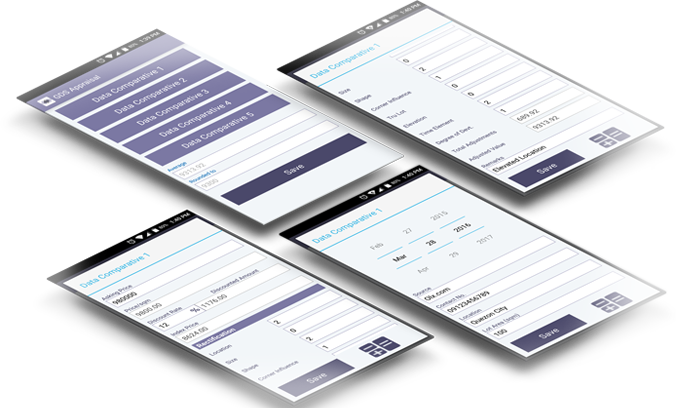 1:39 PM
GDS Appraisal
Data Comparative 1
Data Comparative 2
Data Comparative 3
Data Comparative 4
Data Comparative 5
Average
9313.92
Rounded to
9300
Save
1:40 PM
Data Comparative 1
Size 0
Shape 2
Corner Influence 1
Thu Lot 0
Elevation 0
Time Element 2
Degree of Devt. 1
Total Adjustments 689.92
Adjusted Value 9313.92
Remarks
Elevated Location
Save
1:40 PM
Data Comparative 1
Asking Price
980000
Price/sqm
9800.00
Discount Rate Discounted Amount
12 % 1176.00
Index Price
8624.00
Rectification
Location 2
Size 0
Shape 2
Corner Influence 1
Save
1:40 PM
Data Comparative 1
Feb 27 2015
Mar 28 2016
Apr 29 2017
Source
Olx.com
Contact No.
09123456789
Location
Quezon City
Lot Area (sqm)
100
Save